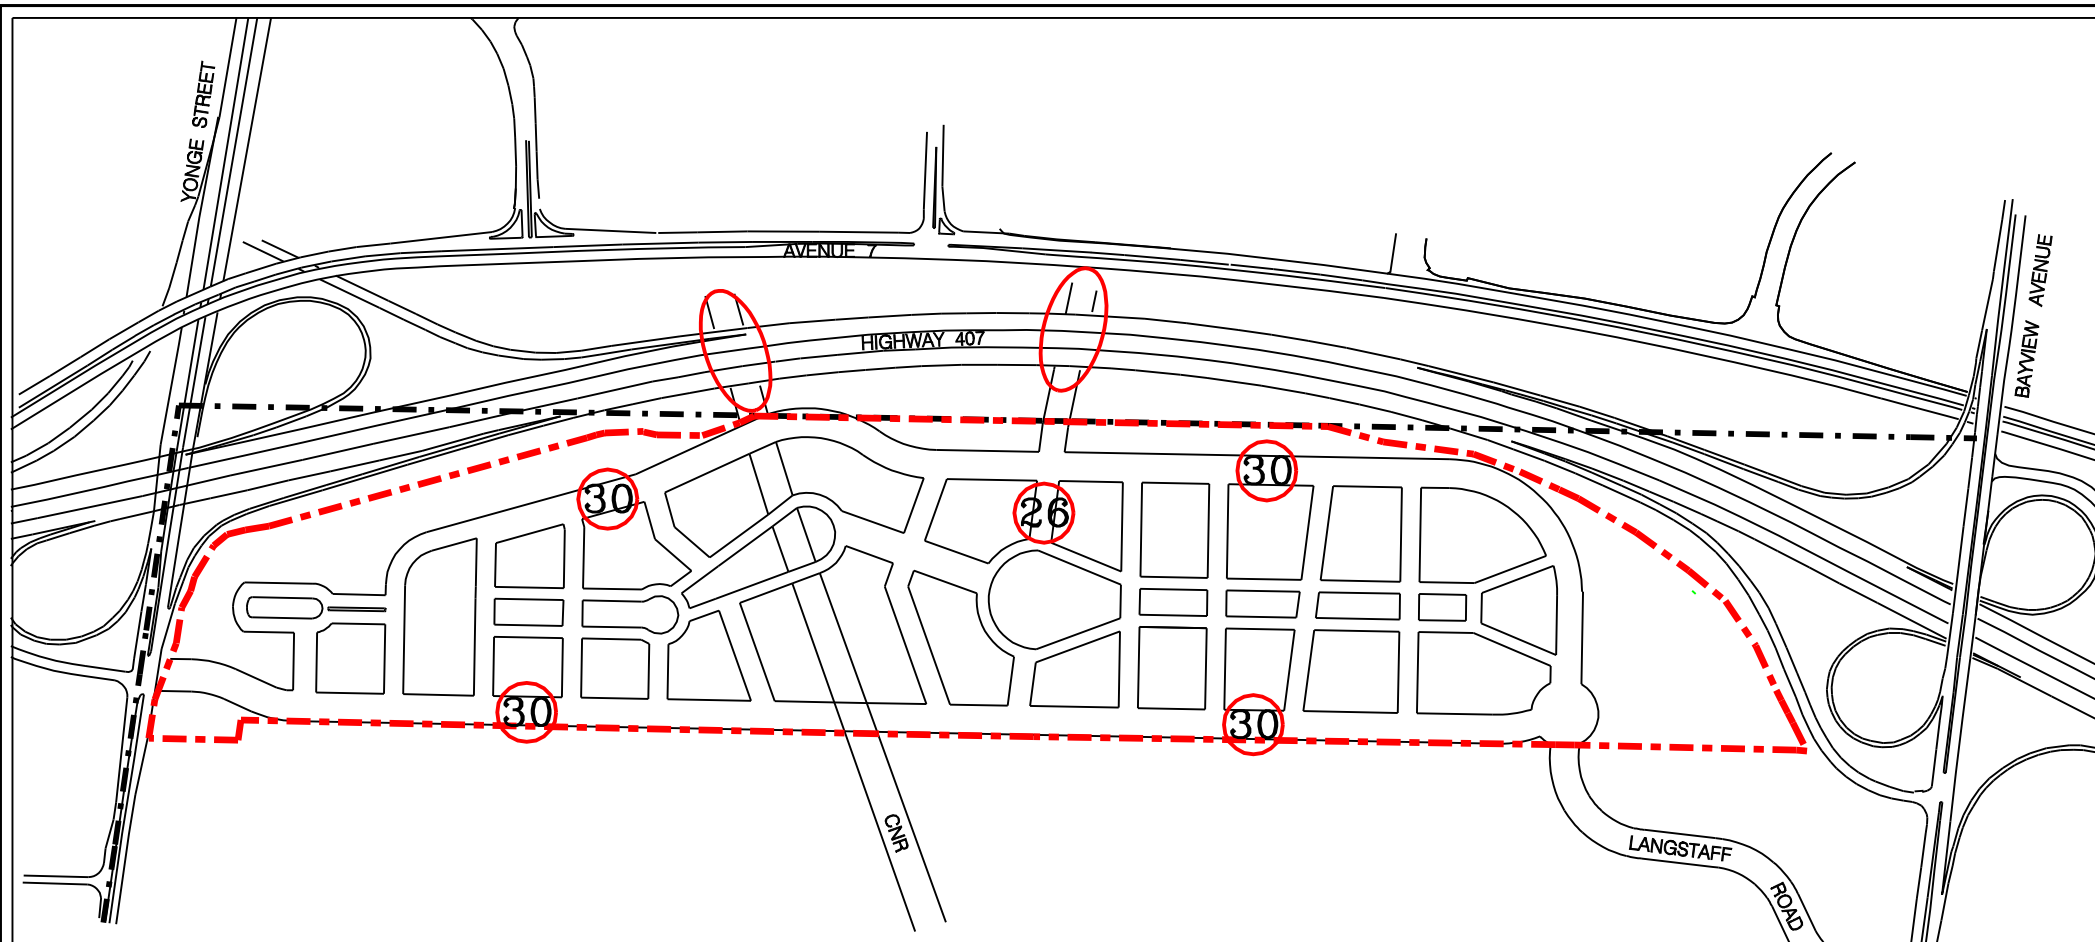 YONGE STREET
AVENUE 7
HIGHWAY 407
BAYVIEW AVENUE
30
30
26
30
30
CNR
LANGSTAFF ROAD